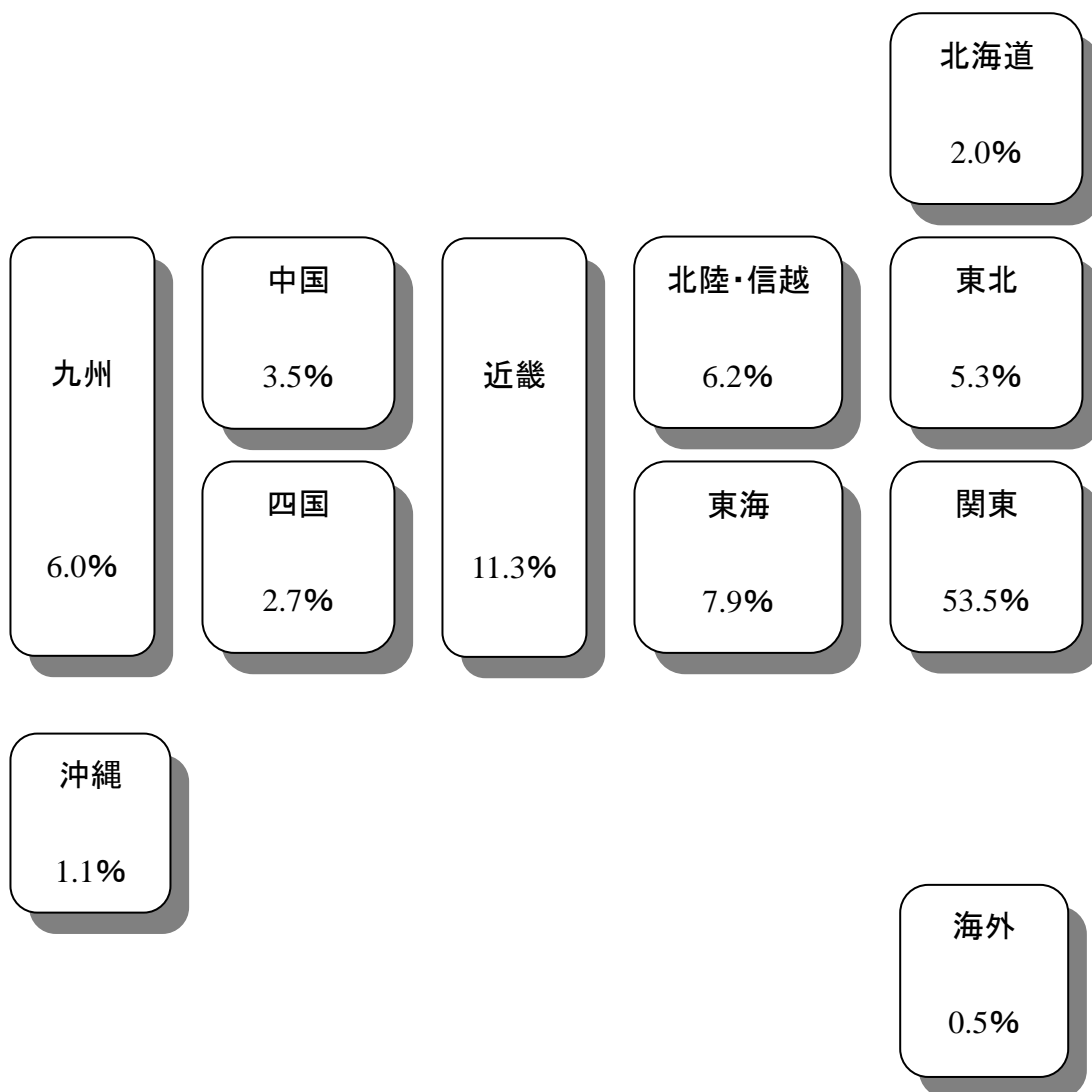 北海道
2.0%
九州
6.0%
中国
3.5%
近畿
11.3%
北陸・信越
6.2%
東北
5.3%
四国
2.7%
東海
7.9%
関東
53.5%
沖縄
1.1%
海外
0.5%